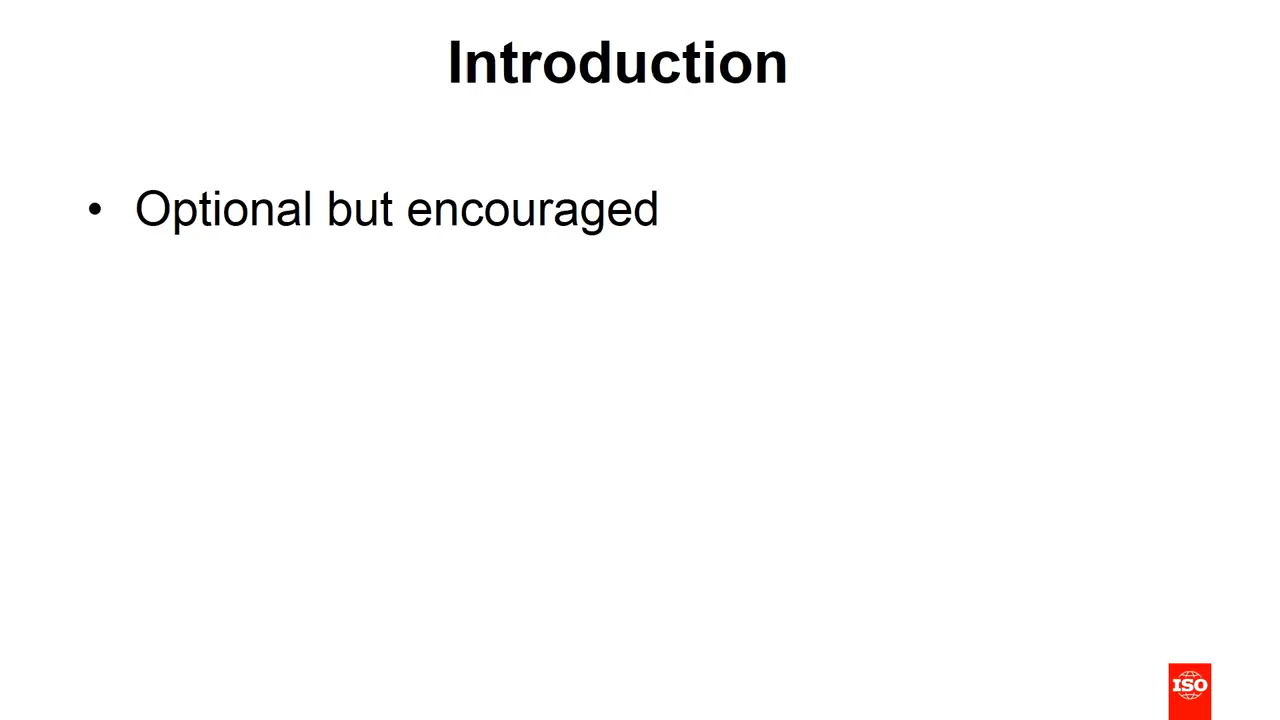 Introduction
• Optional but encouraged
ISO